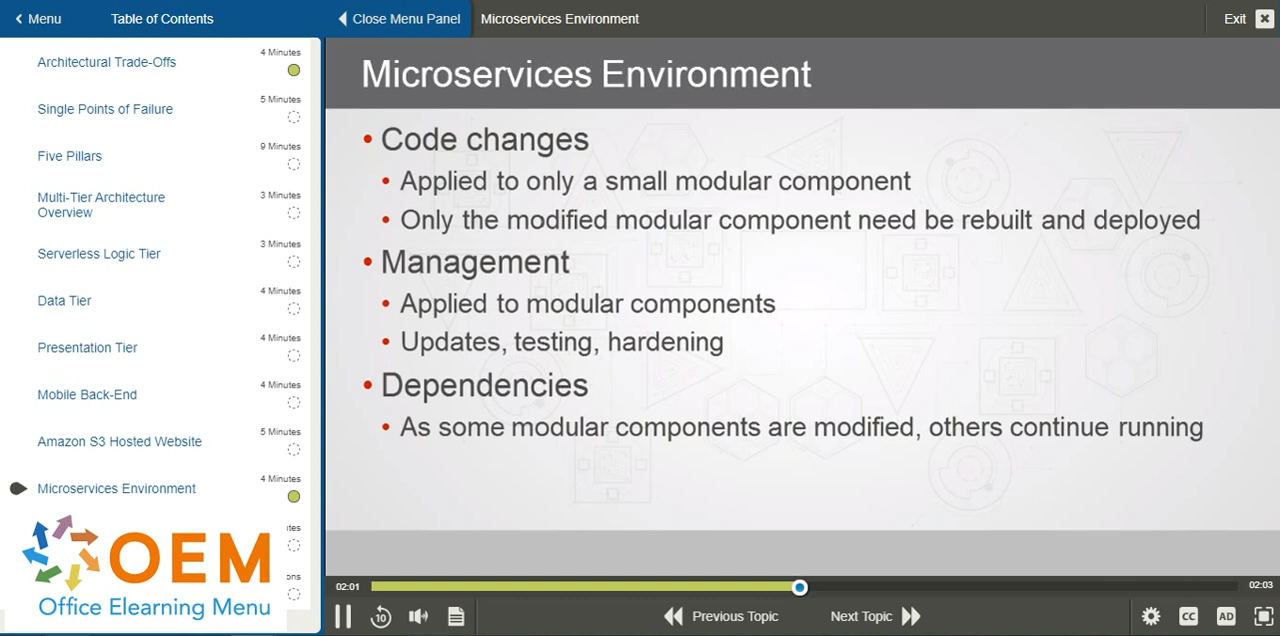 Menu
Table of Contents
Close Menu Panel
Microservices Environment
Exit
Architectural Trade-Offs
4 Minutes
Single Points of Failure
5 Minutes
Five Pillars
9 Minutes
Multi-Tier Architecture
Overview
3 Minutes
Serverless Logic Tier
3 Minutes
Data Tier
4 Minutes
Presentation Tier
4 Minutes
Mobile Back-End
4 Minutes
Amazon S3 Hosted Website
5 Minutes
Microservices Environment
4 Minutes
OEM
Office Elearning Menu
Microservices Environment
• Code changes
• Applied to only a small modular component
• Only the modified modular component need be rebuilt and deployed
• Management
• Applied to modular components
• Updates, testing, hardening
• Dependencies
• As some modular components are modified, others continue running
02:01
02:03
10
Previous Topic
Next Topic
CC
AD